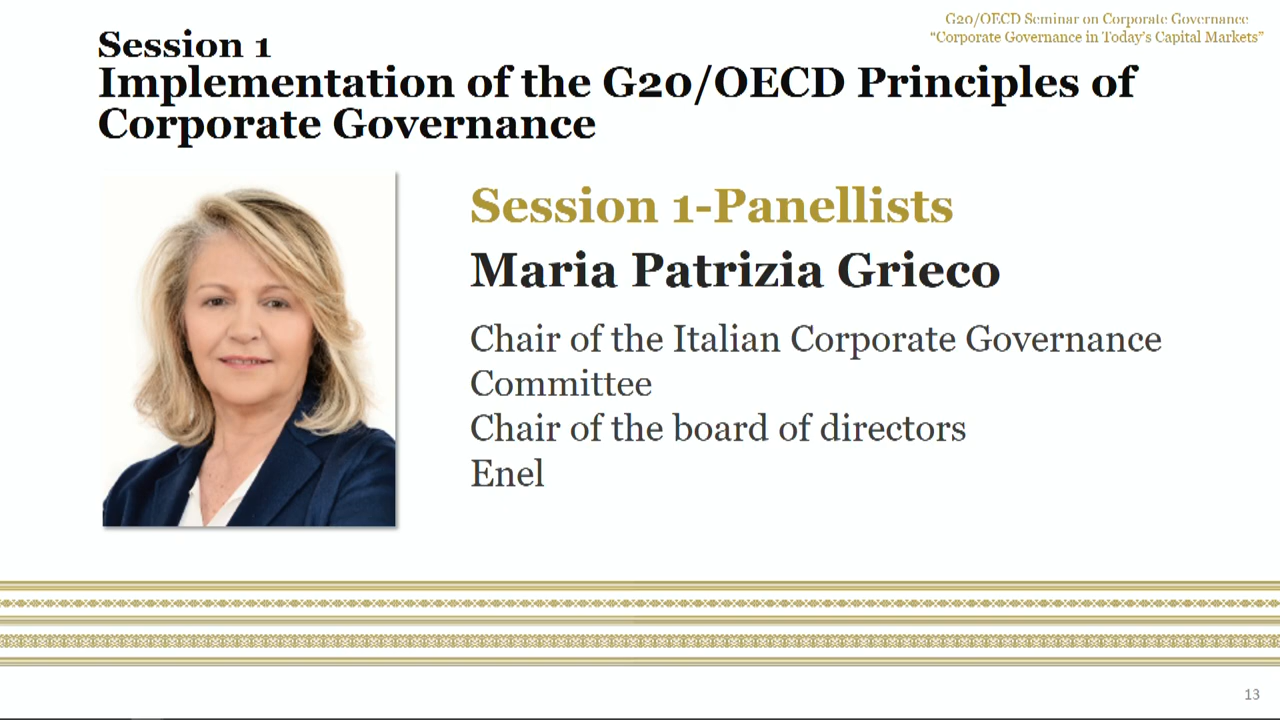 G20/OECD Seminar on Corporate Governance
“Corporate Governance in Today’s Capital Markets”
Session 1
Implementation of the G20/OECD Principles of
Corporate Governance
Session 1-Panellists
Maria Patrizia Grieco
Chair of the Italian Corporate Governance
Committee
Chair of the board of directors
Enel
13